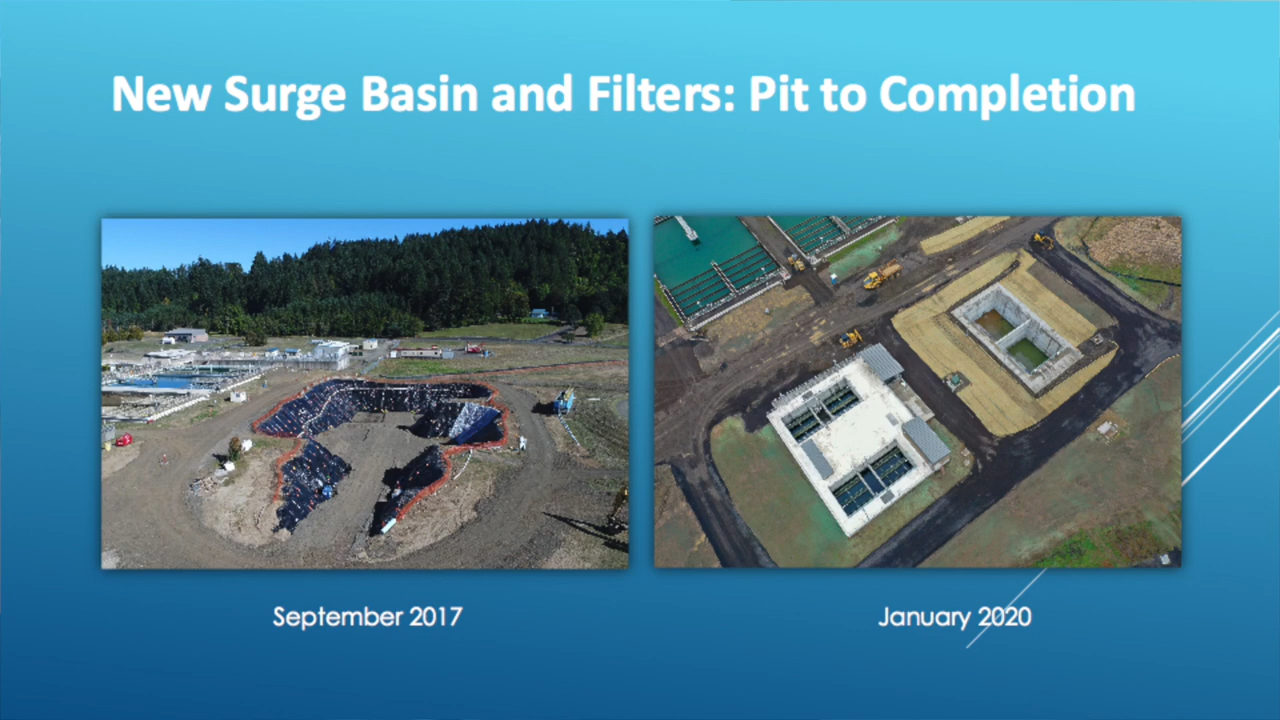 New Surge Basin and Filters: Pit to Completion
September 2017
January 2020